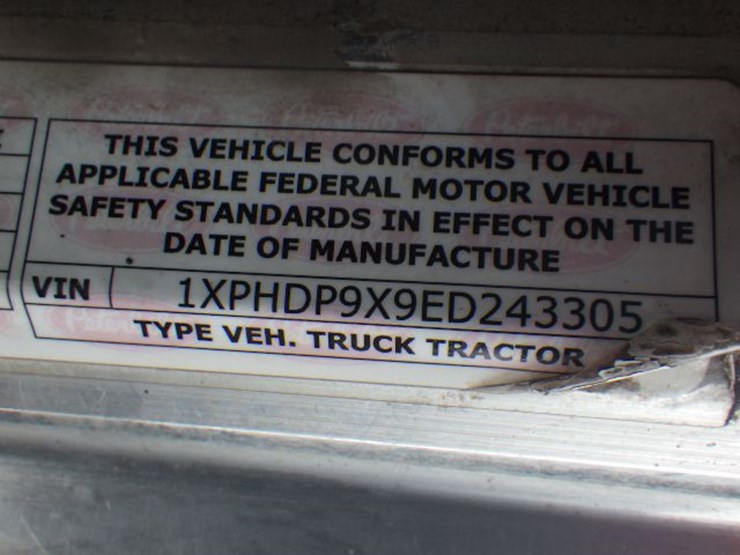 THIS VEHICLE CONFORMS TO ALL
APPLICABLE FEDERAL MOTOR VEHICLE
SAFETY STANDARDS IN EFFECT ON THE
DATE OF MANUFACTURE
VIN 1XPHDP9X9ED243305
TYPE VEH. TRUCK TRACTOR